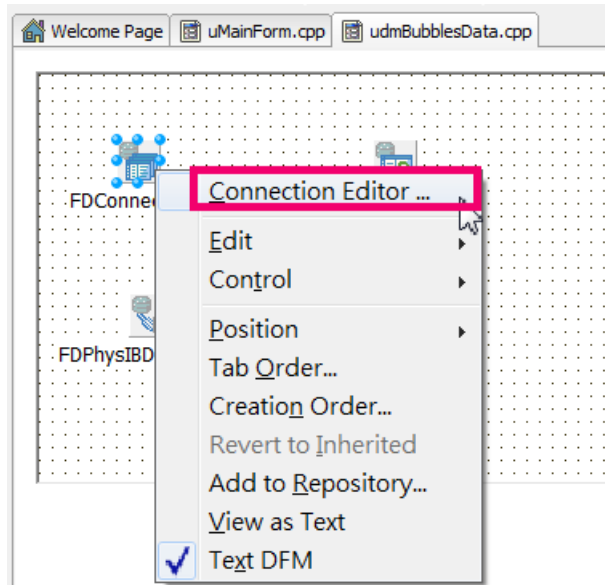 Welcome Page
uMainForm.cpp
udmBubblesData.cpp
FDConne
FDPhysIBD
Connection Editor ...
Edit
Control
Position
Tab Order...
Creation Order...
Revert to Inherited
Add to Repository...
View as Text
Text DFM